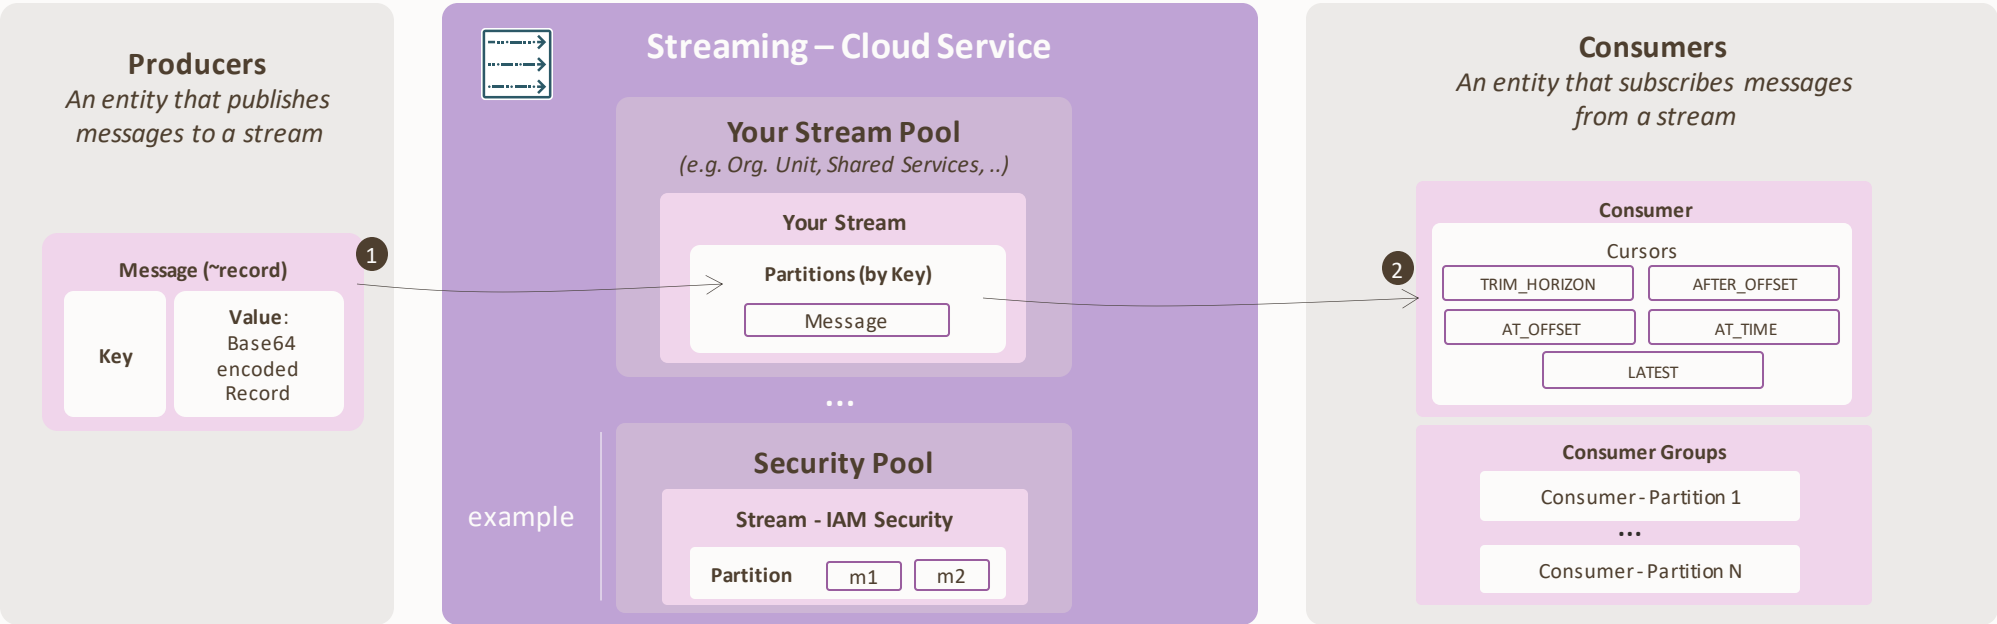 Producers
An entity that publishes
messages to a stream
Message (~record)
Key
Value:
Base64
encoded
Record
1
Streaming – Cloud Service
Your Stream Pool
(e.g. Org. Unit, Shared Services, ..)
Your Stream
Partitions (by Key)
Message
...
example
Security Pool
Stream - IAM Security
Partition
m1
m2
2
Consumers
An entity that subscribes messages
from a stream
Consumer
Cursors
TRIM_HORIZON
AFTER_OFFSET
AT_OFFSET
AT_TIME
LATEST
Consumer Groups
Consumer - Partition 1
...
Consumer - Partition N